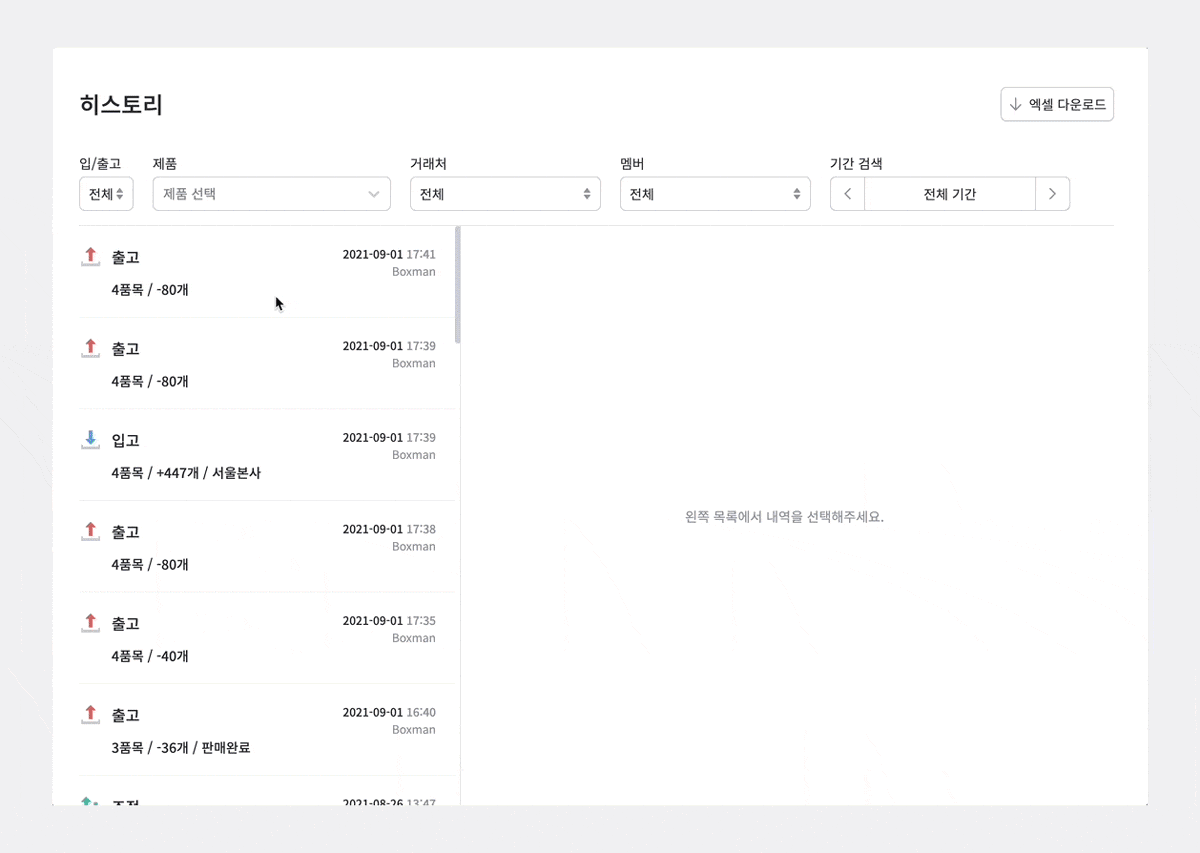 히스토리
엑셀 다운로드
입/출고 제품 거래처 멤버 기간 검색
전체 제품 선택 전체 전체 전체 기간
출고 2021-09-01 17:41
Boxman
4품목 / -80개
출고 2021-09-01 17:39
Boxman
4품목 / -80개
입고 2021-09-01 17:39
Boxman
4품목 / +447개 / 서울본사
출고 2021-09-01 17:38
Boxman
4품목 / -80개
출고 2021-09-01 17:35
Boxman
4품목 / -40개
출고 2021-09-01 16:40
Boxman
3품목 / -36개 / 판매완료
2021-08-26 13:47
왼쪽 목록에서 내역을 선택해주세요.